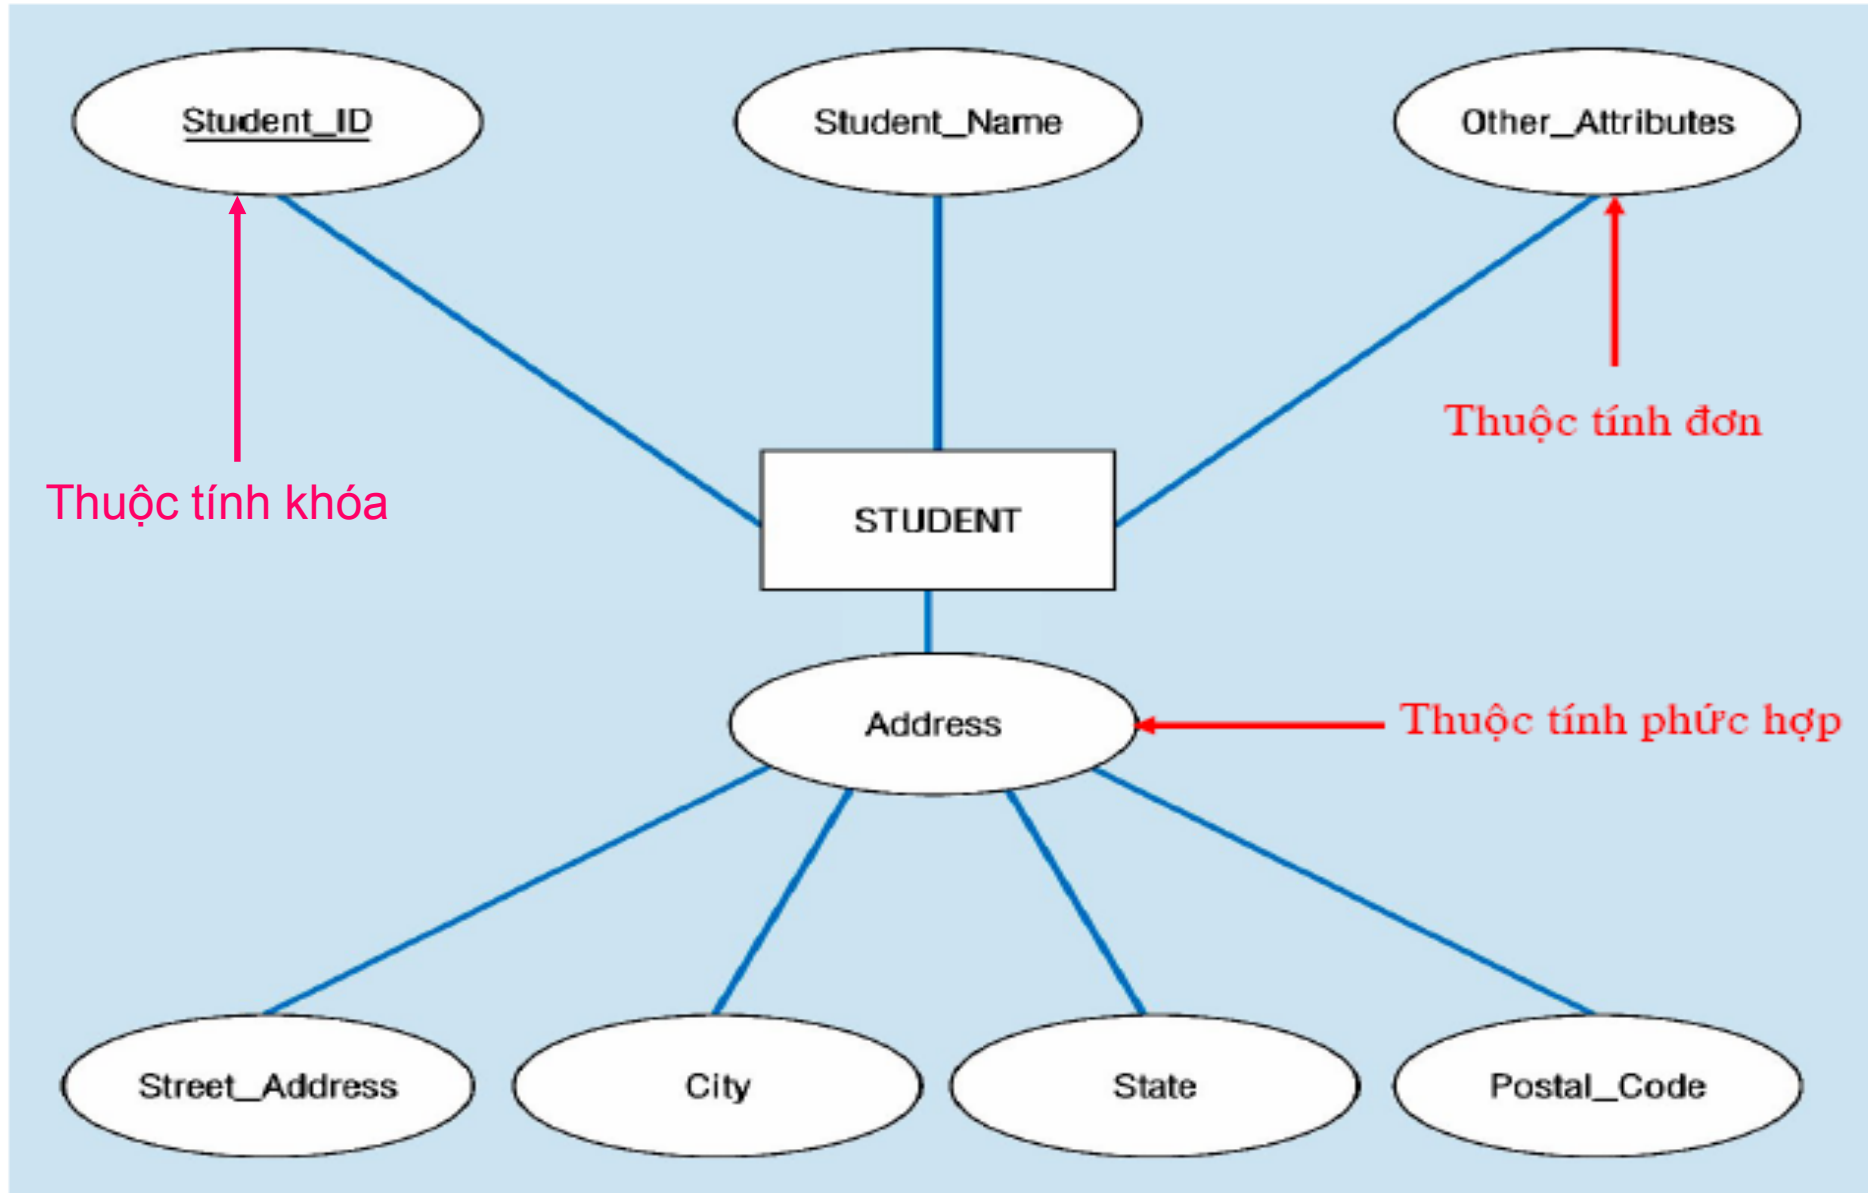 Student_ID
Student_Name
Other_Attributes
Thuộc tính đơn
Thuộc tính khóa
STUDENT
Address
Thuộc tính phức hợp
Street_Address
City
State
Postal_Code